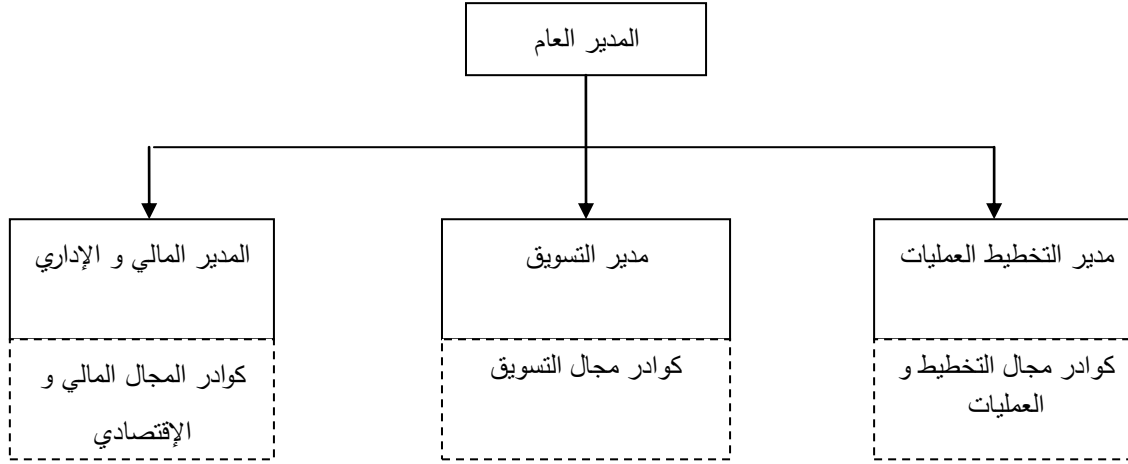 المدير العام
مدير التخطيط العمليات
مدير التسويق
المدير المالي و الإداري
كوادر مجال التخطيط و
العمليات
كوادر مجال التسويق
كوادر المجال المالي و
الإقتصادي